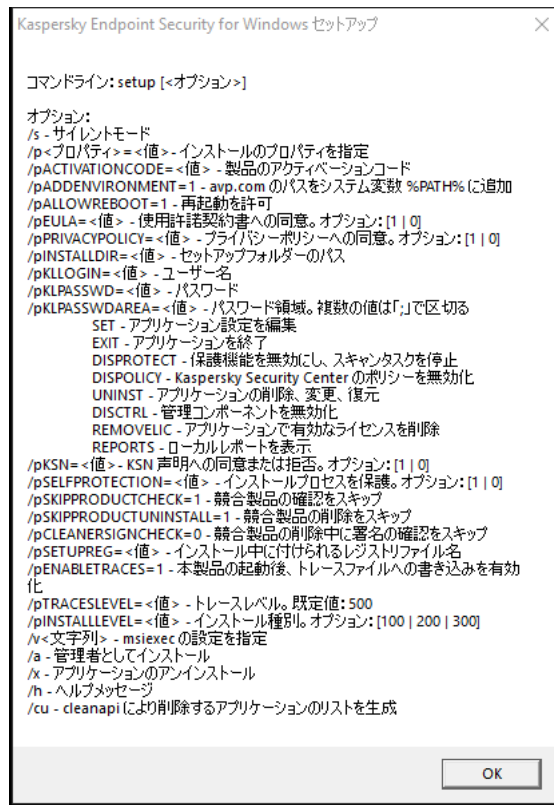 Kaspersky Endpoint Security for Windows セットアップ
コマンドライン: setup [<オプション>]
オプション:
/s - サイレントモード
/p<プロパティ>=<値> - インストールのプロパティを指定
/pACTIVATIONCODE=<値> - 製品のアクティベーションコード
/pADDENVIRONMENT=1 - avp.com のパスをシステム変数 %PATH% に追加
/pALLOWREBOOT=1 - 再起動を許可
/pEULA=<値> - 使用許諾契約書への同意。オプション: [1 | 0]
/pPRIVACYPOLICY=<値> - プライバシーポリシーへの同意。オプション: [1 | 0]
/pINSTALLDIR=<値> - セットアップフォルダーのパス
/pKLLOGIN=<値> - ユーザー名
/pKLPASSWD=<値> - パスワード
/pKLPASSWDAREA=<値> - パスワード領域。複数の値は「;」で区切る
SET - アプリケーション設定を編集
EXIT - アプリケーションを終了
DISPROTECT - 保護機能を無効にし、スキャンタスクを停止
DISPOLICY - Kaspersky Security Center のポリシーを無効化
UNINST - アプリケーションの削除、変更、復元
DISCTRL - 管理コンポーネントを無効化
REMOVELIC - アプリケーションで有効なライセンスを削除
REPORTS - ローカルレポートを表示
/pKSN=<値> - KSN 声明への同意または拒否。オプション: [1 | 0]
/pSELFPROTECTION=<値> - インストールプロセスを保護。オプション: [1 | 0]
/pSKIPPRODUCTCHECK=1 - 競合製品の確認をスキップ
/pSKIPPRODUCTUNINSTALL=1 - 競合製品の削除をスキップ
/pCLEANERSIGNCHECK=0 - 競合製品の削除中に署名の確認をスキップ
/pSETUPREG=<値> - インストール中に付けられるレジストリファイル名
/pENABLETRACES=1 - 本製品の起動後、トレースファイルへの書き込みを有効
化
/pTRACESLEVEL=<値> - トレースレベル。既定値: 500
/pINSTALLLEVEL=<値> - インストール種別。オプション: [100 | 200 | 300]
/v<文字列> - msiexec の設定を指定
/a - 管理者としてインストール
/x - アプリケーションのアンインストール
/h - ヘルプメッセージ
/cu - cleanapi により削除するアプリケーションのリストを生成
OK